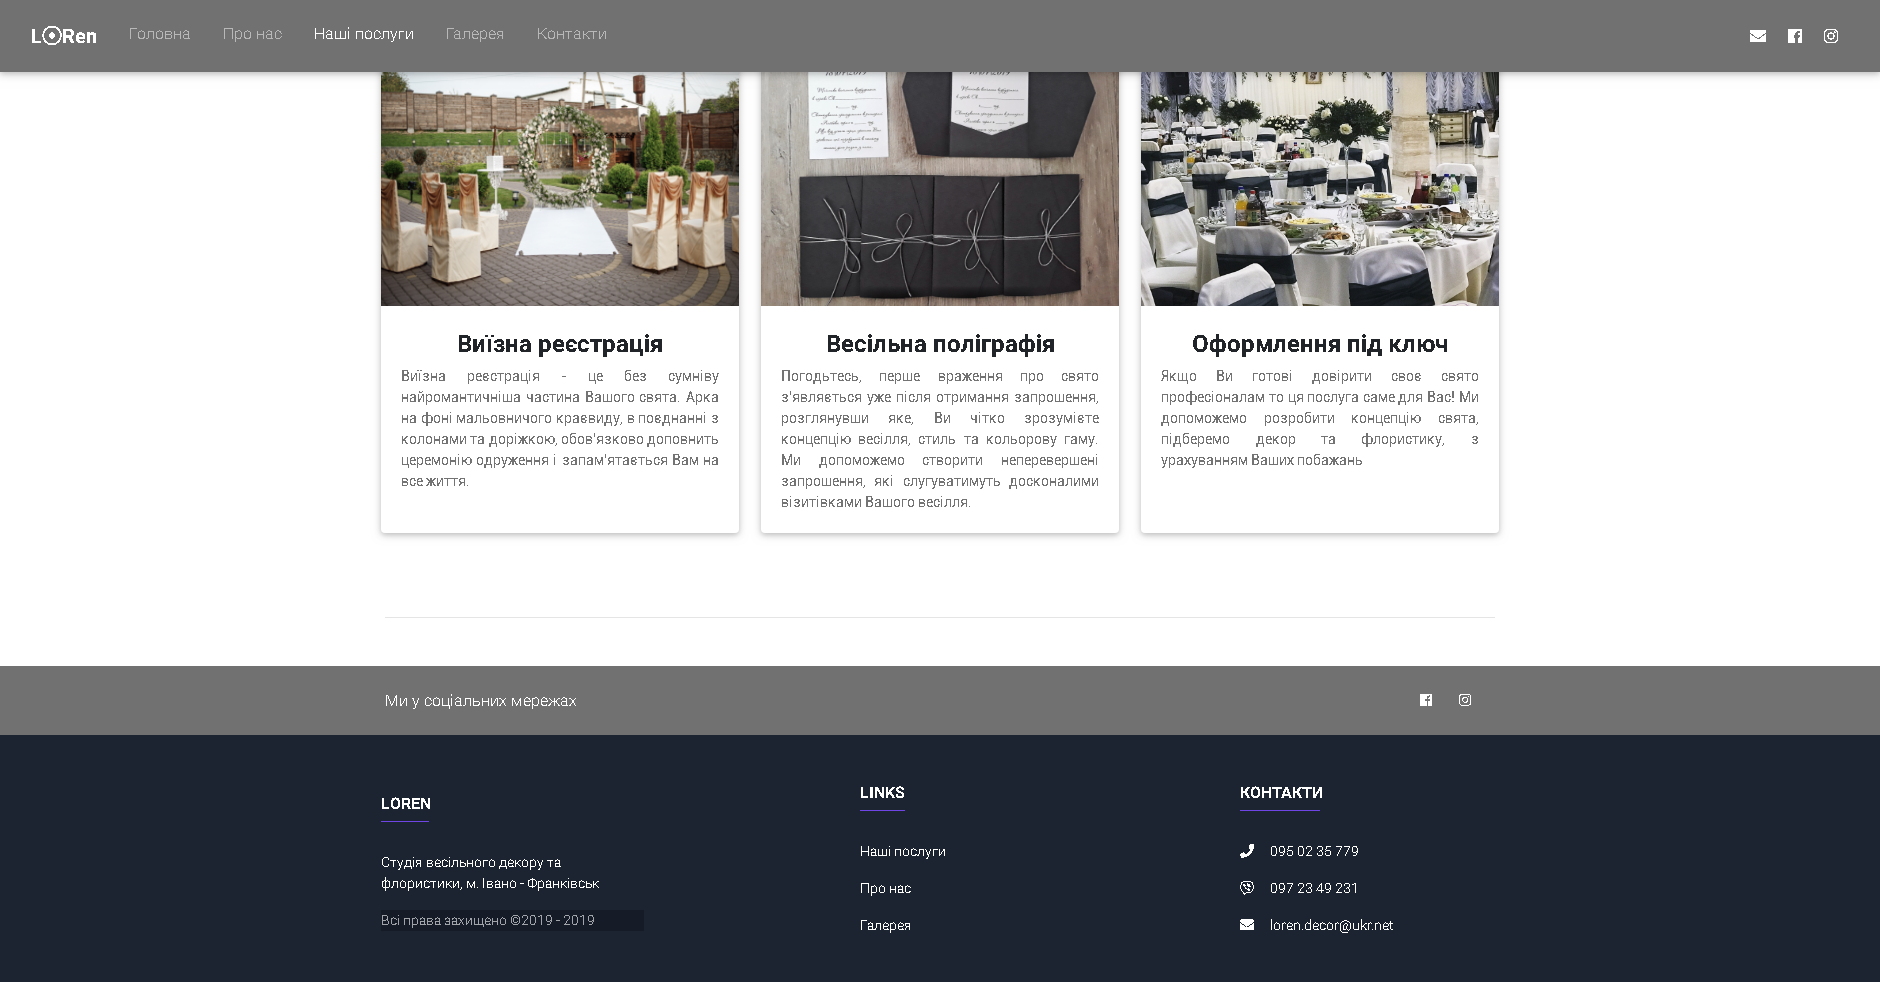 LORen
Головна
Про нас
Наші послуги
Галерея
Контакти
Виїзна реєстрація
Виїзна реєстрація - це без сумніву
найромантичніша частина Вашого свята. Арка
на фоні мальовничого краєвиду, в поєднанні з
колонами та доріжкою, обов'язково доповнить
церемонію одруження і запам'ятається Вам на
все життя.
Весільна поліграфія
Погодьтесь, перше враження про свято
з'являється уже після отримання запрошення,
розглянувши яке, Ви чітко зрозумієте
концепцію весілля, стиль та кольорову гаму.
Ми допоможемо створити неперевершені
запрошення, які слугуватимуть досконалими
візитівками Вашого весілля.
Оформлення під ключ
Якщо Ви готові довірити своє свято
професіоналам то ця послуга саме для Вас! Ми
допоможемо розробити концепцію свята,
підберемо декор та флористику, з
урахуванням Ваших побажань
Ми у соціальних мережах
LOREN
Студія весільного декору та
флористики, м. Івано - Франківськ
Всі права захищено ©2019 - 2019
LINKS
Наші послуги
Про нас
Галерея
КОНТАКТИ
095 02 35 779
097 23 49 231
loren.decor@ukr.net